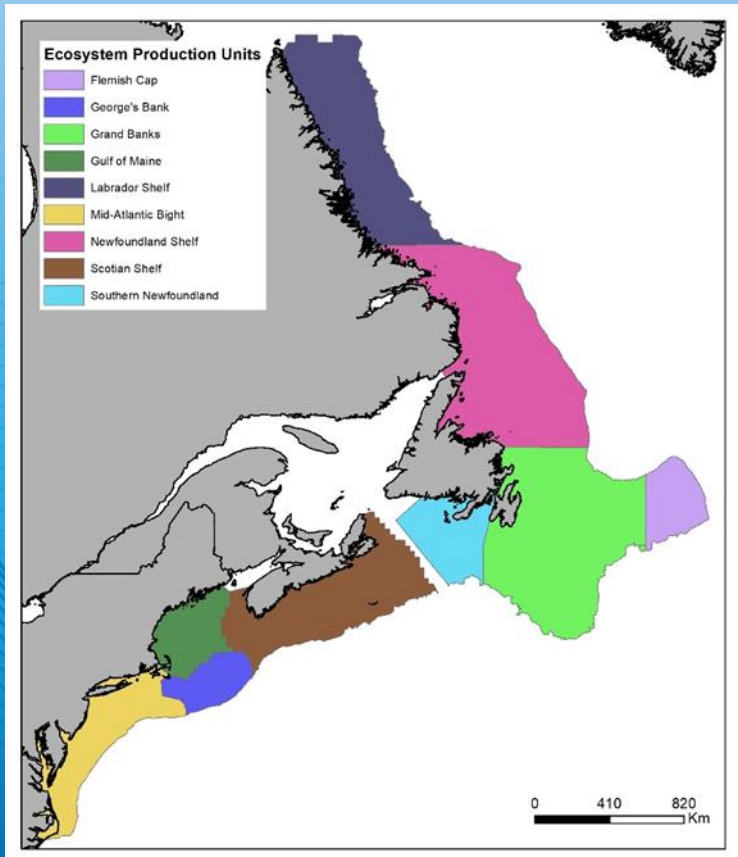 Ecosystem Production Units
Flemish Cap
George's Bank
Grand Banks
Gulf of Maine
Labrador Shelf
Mid-Atlantic Bight
Newfoundland Shelf
Scotian Shelf
Southern Newfoundland
0 410 820
Km